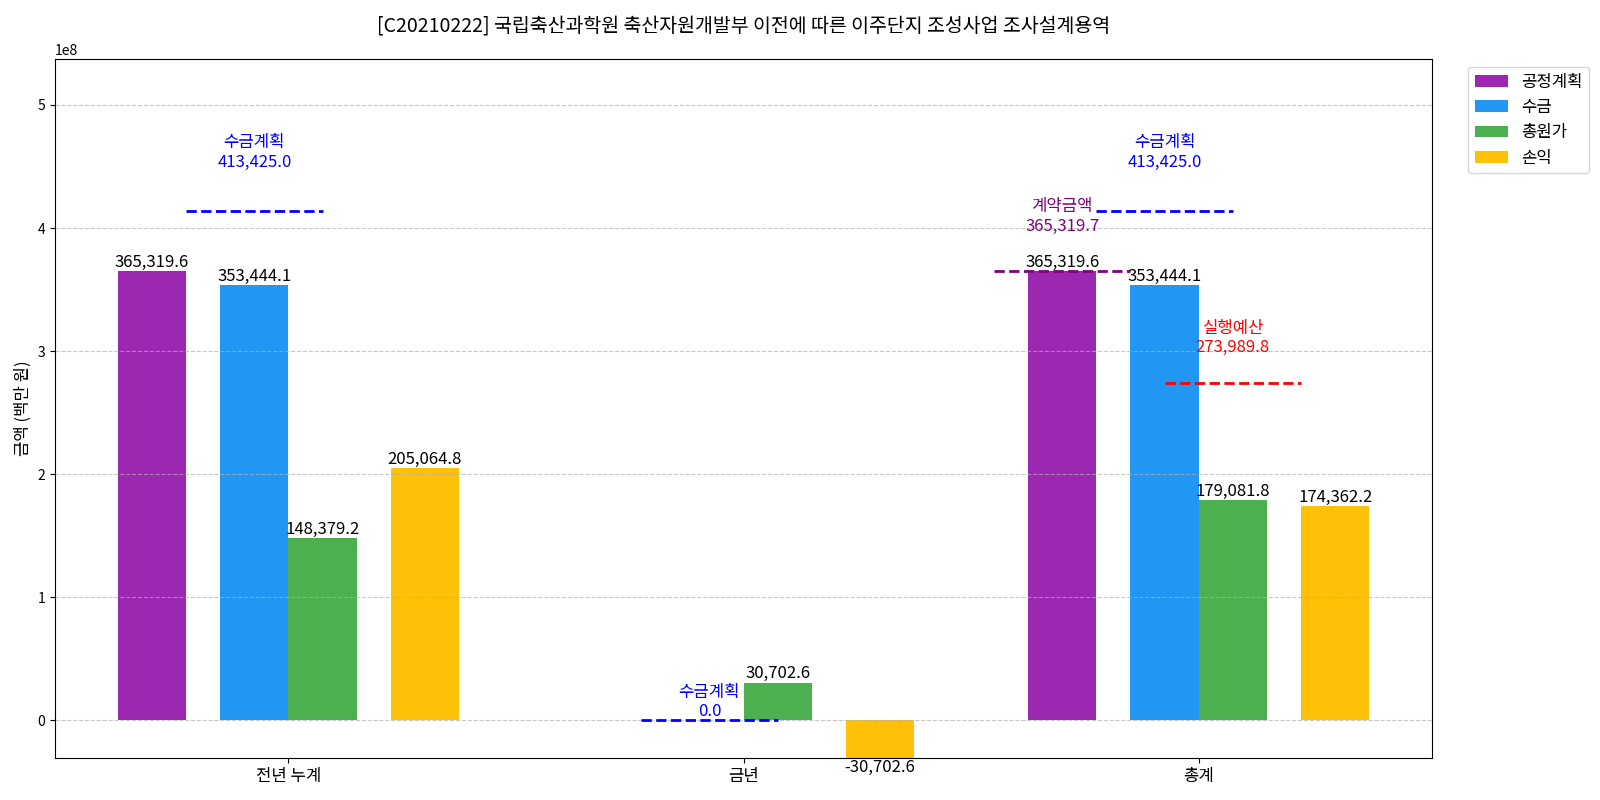 [C20210222] 국립축산과학원 축산자원개발부 이전에 따른 이주단지 조성사업 조사설계용역
1e8
공정계획
수금
총원가
손익
금액 (백만 원)
5
4
3
2
1
0
수금계획
413,425.0
365,319.6
353,444.1
148,379.2
205,064.8
수금계획
0.0
30,702.6
-30,702.6
수금계획
413,425.0
계약금액
365,319.7
365,319.6
353,444.1
실행예산
273,989.8
179,081.8
174,362.2
전년 누계
금년
총계